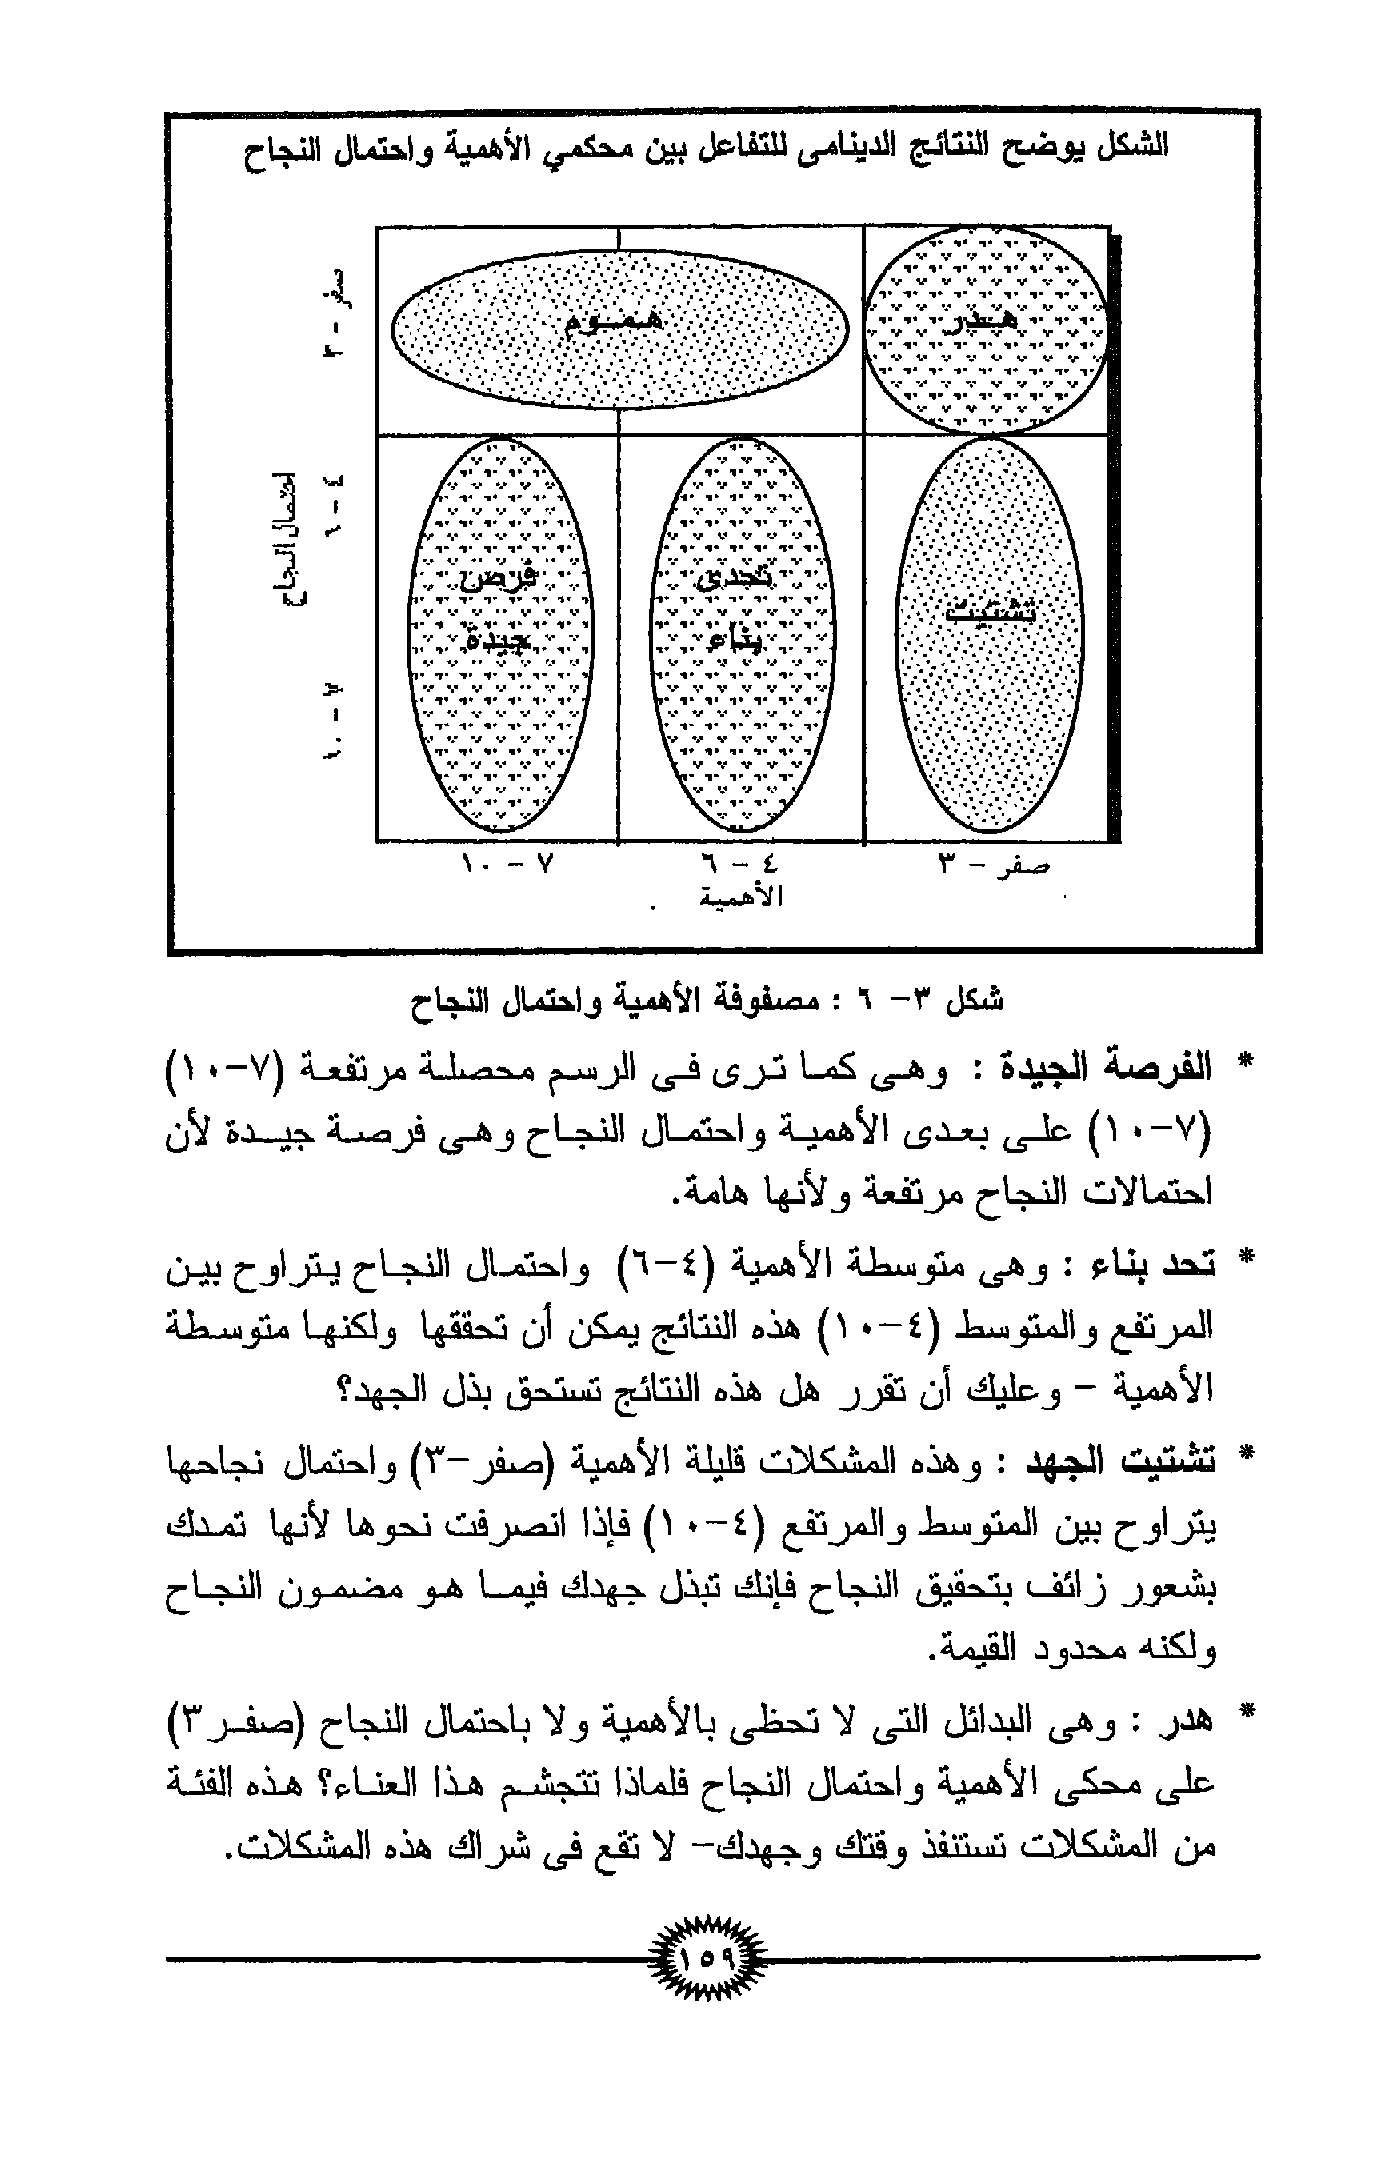 الشكل يوضح النتائج الدينامى للتفاعل بين محكمي الأهمية واحتمال النجاح
هدر
هموم
صفر - ٣
احتمال النجاح
٤ - ٦
فرص
جيدة
تحدى
بناء
تشتيت
٧ - ١٠
صفر - ٣
٤ - ٦
٧ - ١٠
الأهمية
شكل ٣- ٦ : مصفوفة الأهمية واحتمال النجاح
* الفرصة الجيدة : وهى كما ترى فى الرسم محصلة مرتفعة (٧-١٠)
(٧-١٠) على بعدى الأهمية واحتمال النجاح وهى فرصة جيدة لأن
احتمالات النجاح مرتفعة ولأنها هامة.
* تحد بناء : وهى متوسطة الأهمية (٤-٦) واحتمال النجاح يتراوح بين
المرتفع والمتوسط (٤-١٠) هذه النتائج يمكن أن تحققها ولكنها متوسطة
الأهمية - وعليك أن تقرر هل هذه النتائج تستحق بذل الجهد؟
* تشتيت الجهد : وهذه المشكلات قليلة الأهمية (صفر-٣) واحتمال نجاحها
يتراوح بين المتوسط والمرتفع (٤-١٠) فإذا انصرفت نحوها لأنها تمدك
بشعور زائف بتحقيق النجاح فإنك تبذل جهدك فيما هو مضمون النجاح
ولكنه محدود القيمة.
* هدر : وهى البدائل التى لا تحظى بالأهمية ولا باحتمال النجاح (صفر٣)
على محكى الأهمية واحتمال النجاح فلماذا تتجشم هذا العناء؟ هذه الفئة
من المشكلات تستنفذ وقتك وجهدك- لا تقع فى شراك هذه المشكلات.
١٥٩